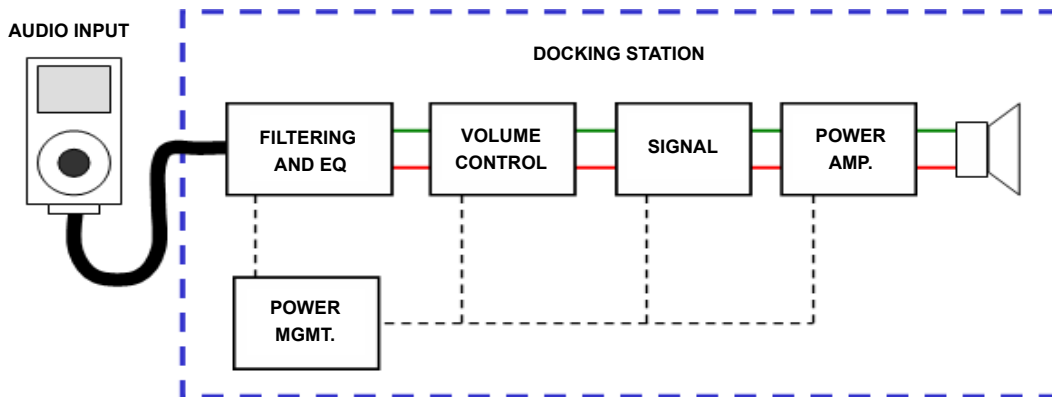 AUDIO INPUT
DOCKING STATION
FILTERING
AND EQ
VOLUME
CONTROL
SIGNAL
POWER
AMP.
POWER
MGMT.